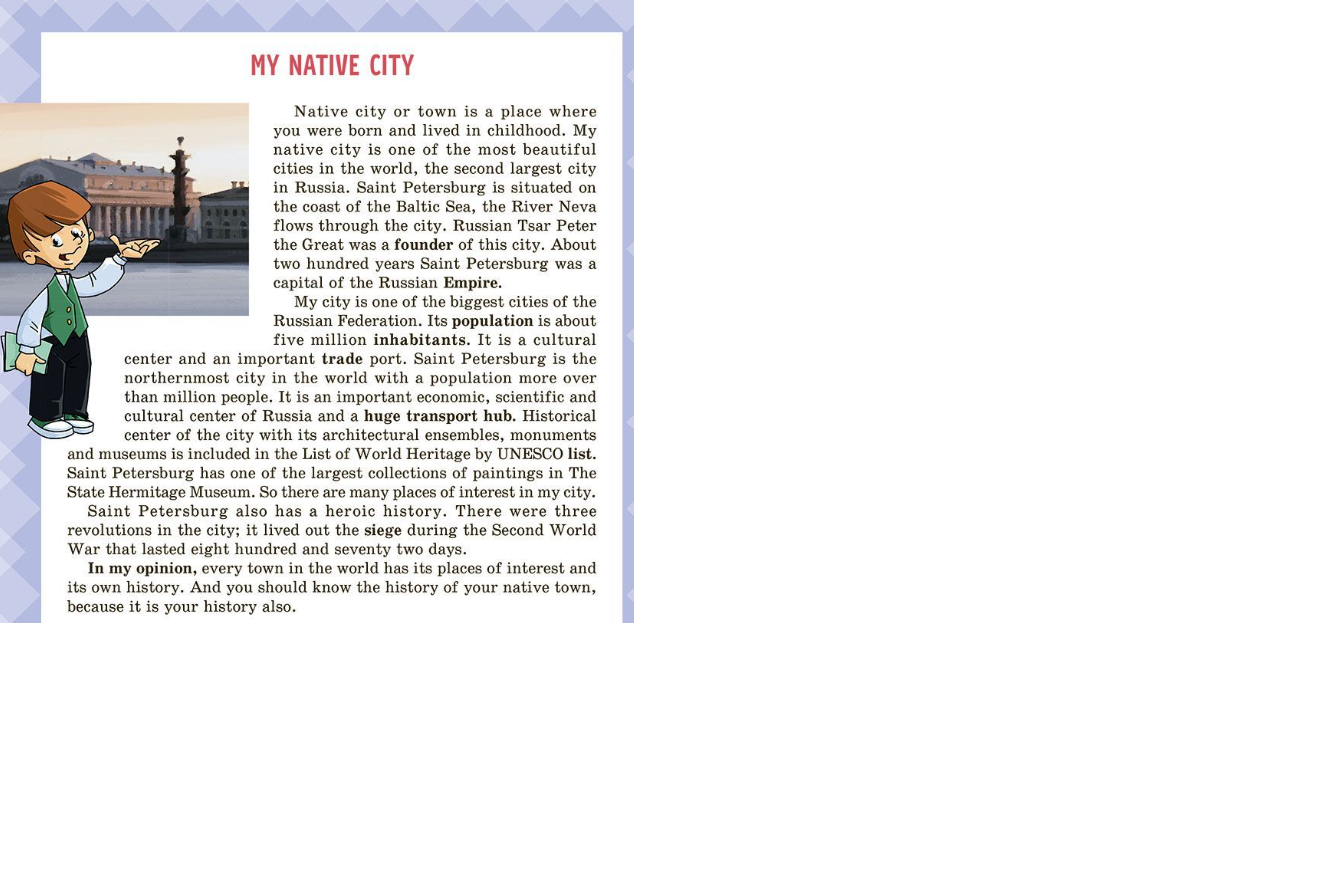 MY NATIVE CITY
Native city or town is a place where
you were born and lived in childhood. My
native city is one of the most beautiful
cities in the world, the second largest city
in Russia. Saint Petersburg is situated on
the coast of the Baltic Sea, the River Neva
flows through the city. Russian Tsar Peter
the Great was a founder of this city. About
two hundred years Saint Petersburg was a
capital of the Russian Empire.
My city is one of the biggest cities of the
Russian Federation. Its population is about
five million inhabitants. It is a cultural
center and an important trade port. Saint Petersburg is the
northernmost city in the world with a population more over
than million people. It is an important economic, scientific and
cultural center of Russia and a huge transport hub. Historical
center of the city with its architectural ensembles, monuments
and museums is included in the List of World Heritage by UNESCO list.
Saint Petersburg has one of the largest collections of paintings in The
State Hermitage Museum. So there are many places of interest in my city.
Saint Petersburg also has a heroic history. There were three
revolutions in the city; it lived out the siege during the Second World
War that lasted eight hundred and seventy two days.
In my opinion, every town in the world has its places of interest and
its own history. And you should know the history of your native town,
because it is your history also.